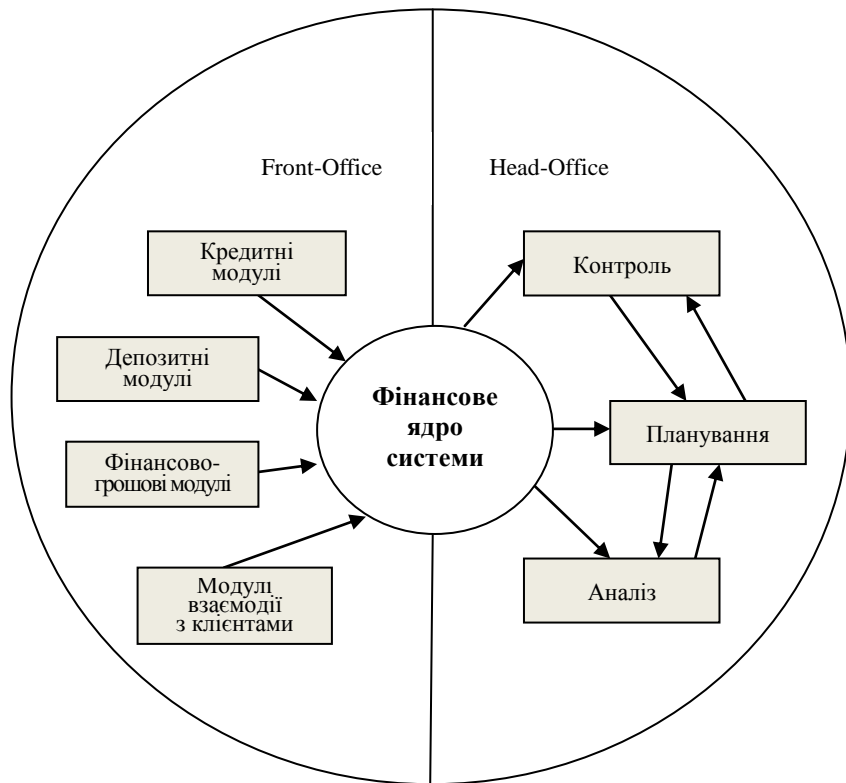 Front-Office
Head-Office
Кредитні
модулі
Контроль
Депозитні
модулі
Фінансове
ядро
системи
Планування
Фінансово-
грошові модулі
Модулі
взаємодії
з клієнтами
Аналіз